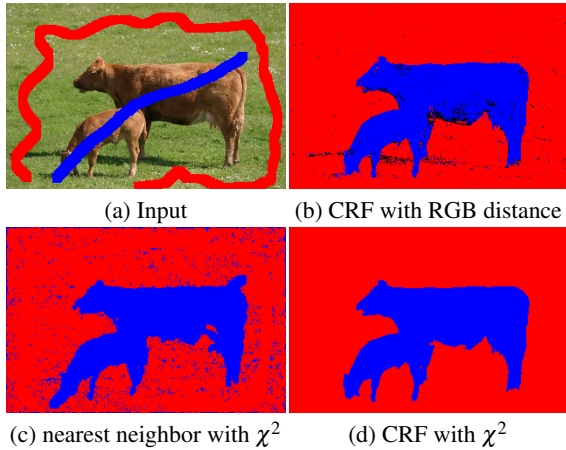 (a) Input
(b) CRF with RGB distance
(c) nearest neighbor with χ²
(d) CRF with χ²